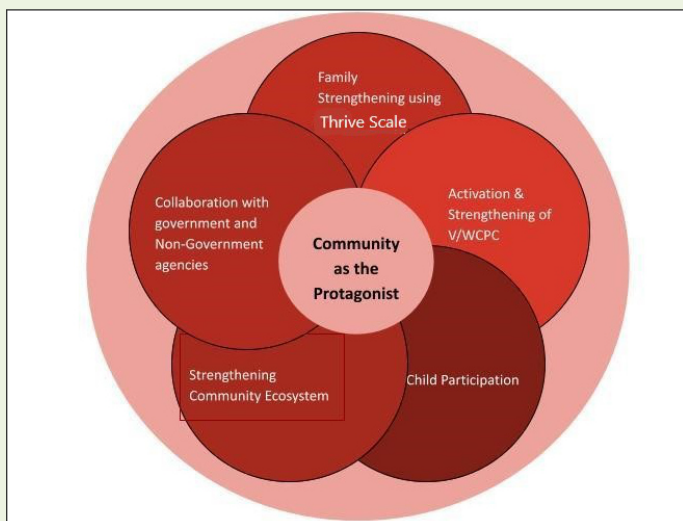 Family
Strengthening using
Thrive Scale
Activation &
Strengthening of
V/WCPC
Collaboration with
government and
Non-Government
agencies
Community
as the
Protagonist
Strengthening
Community Ecosystem
Child Participation